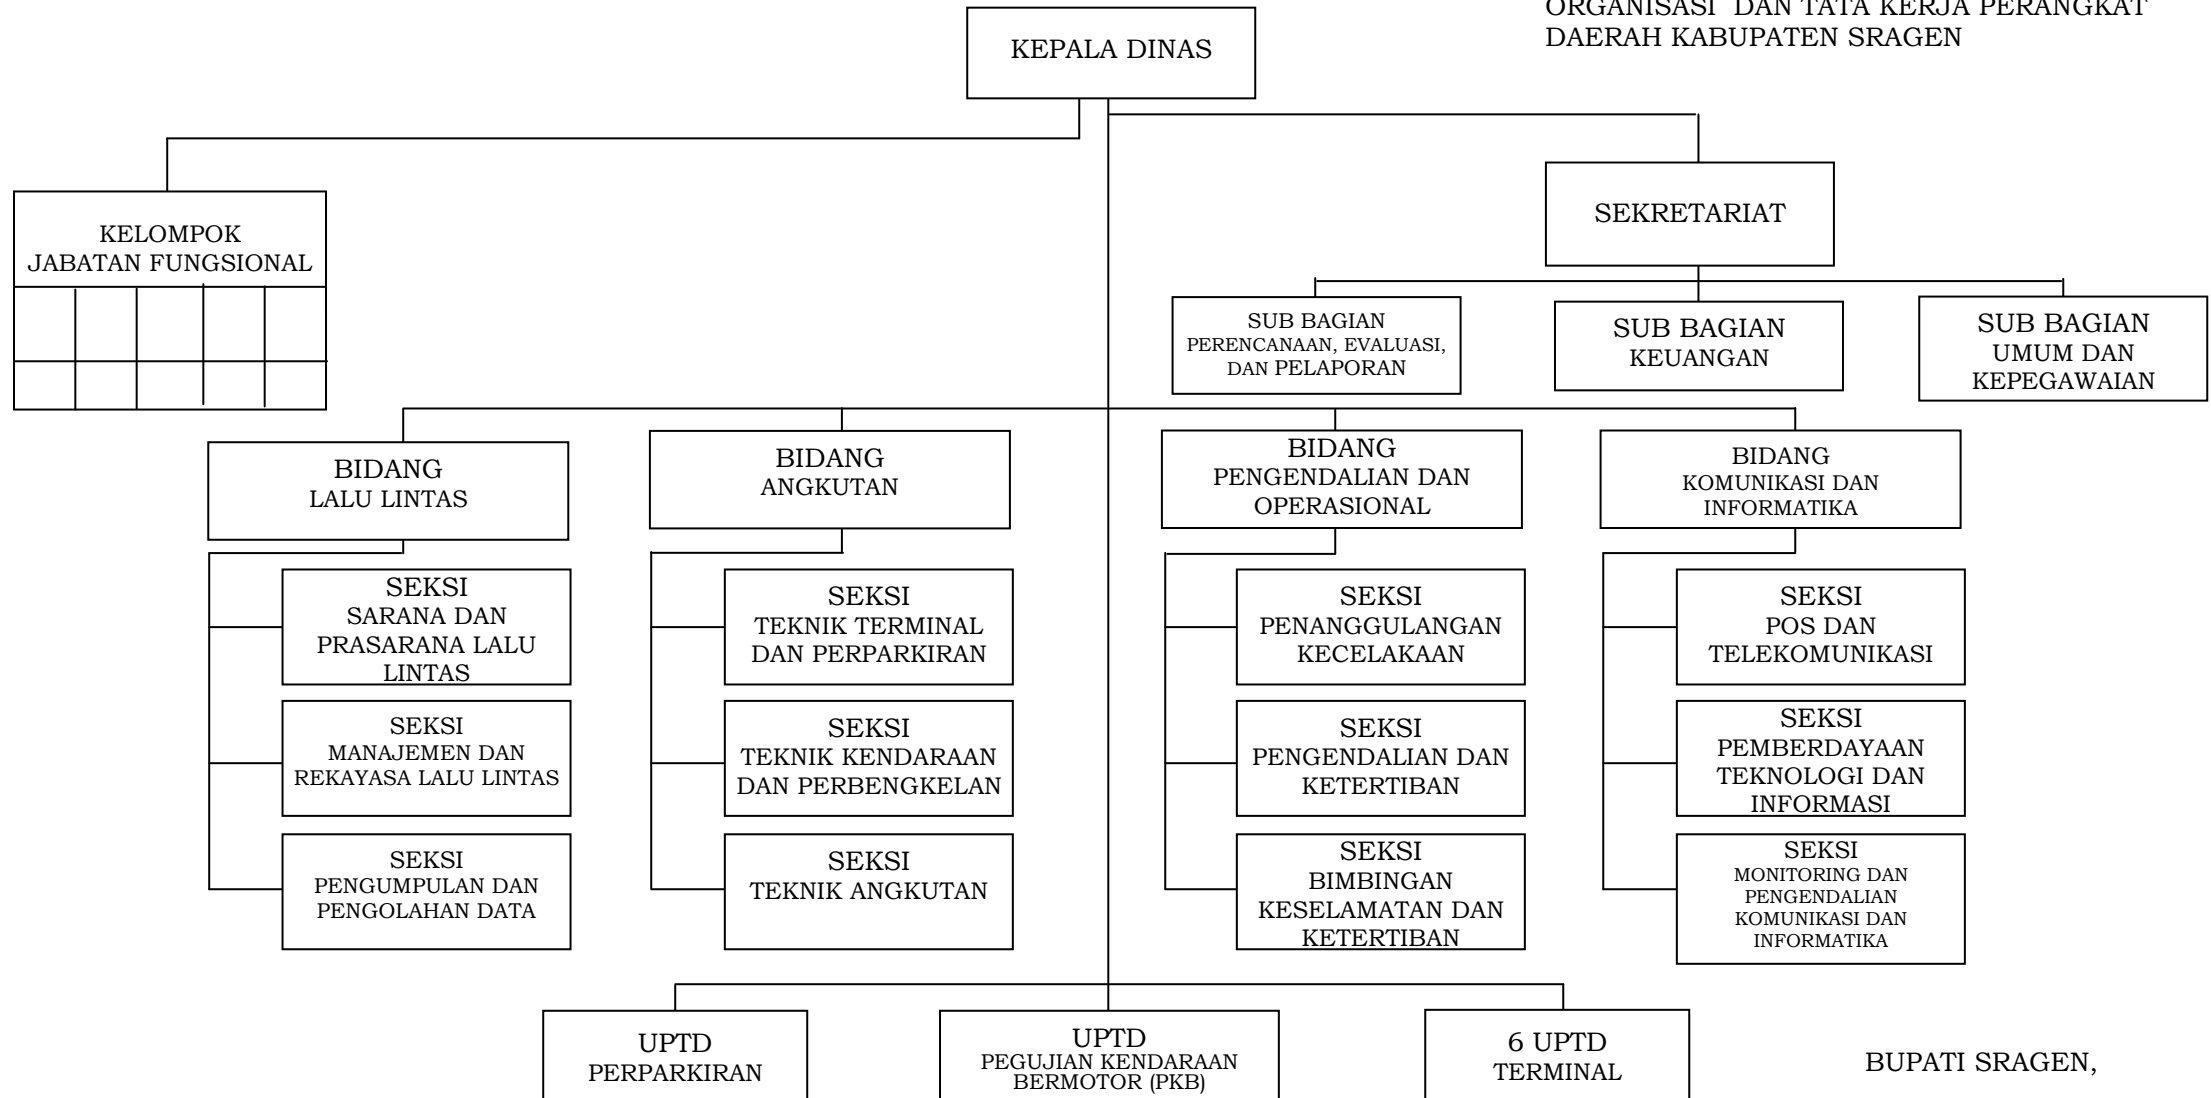 ORGANISASI DAN TATA KERJA PERANGKAT
DAERAH KABUPATEN SRAGEN
KEPALA DINAS
SEKRETARIAT
KELOMPOK
JABATAN FUNGSIONAL
SUB BAGIAN
PERENCANAAN, EVALUASI,
DAN PELAPORAN
SUB BAGIAN
KEUANGAN
SUB BAGIAN
UMUM DAN
KEPEGAWAIAN
BIDANG
LALU LINTAS
BIDANG
ANGKUTAN
BIDANG
PENGENDALIAN DAN
OPERASIONAL
BIDANG
KOMUNIKASI DAN
INFORMATIKA
SEKSI
SARANA DAN
PRASARANA LALU
LINTAS
SEKSI
TEKNIK TERMINAL
DAN PERPARKIRAN
SEKSI
PENANGGULANGAN
KECELAKAAN
SEKSI
POS DAN
TELEKOMUNIKASI
SEKSI
MANAJEMEN DAN
REKAYASA LALU LINTAS
SEKSI
TEKNIK KENDARAAN
DAN PERBENGKELAN
SEKSI
PENGENDALIAN DAN
KETERTIBAN
SEKSI
PEMBERDAYAAN
TEKNOLOGI DAN
INFORMASI
SEKSI
PENGUMPULAN DAN
PENGOLAHAN DATA
SEKSI
TEKNIK ANGKUTAN
SEKSI
BIMBINGAN
KESELAMATAN DAN
KETERTIBAN
SEKSI
MONITORING DAN
PENGENDALIAN
KOMUNIKASI DAN
INFORMATIKA
UPTD
PERPARKIRAN
UPTD
PEGUJIAN KENDARAAN
BERMOTOR (PKB)
6 UPTD
TERMINAL
BUPATI SRAGEN,